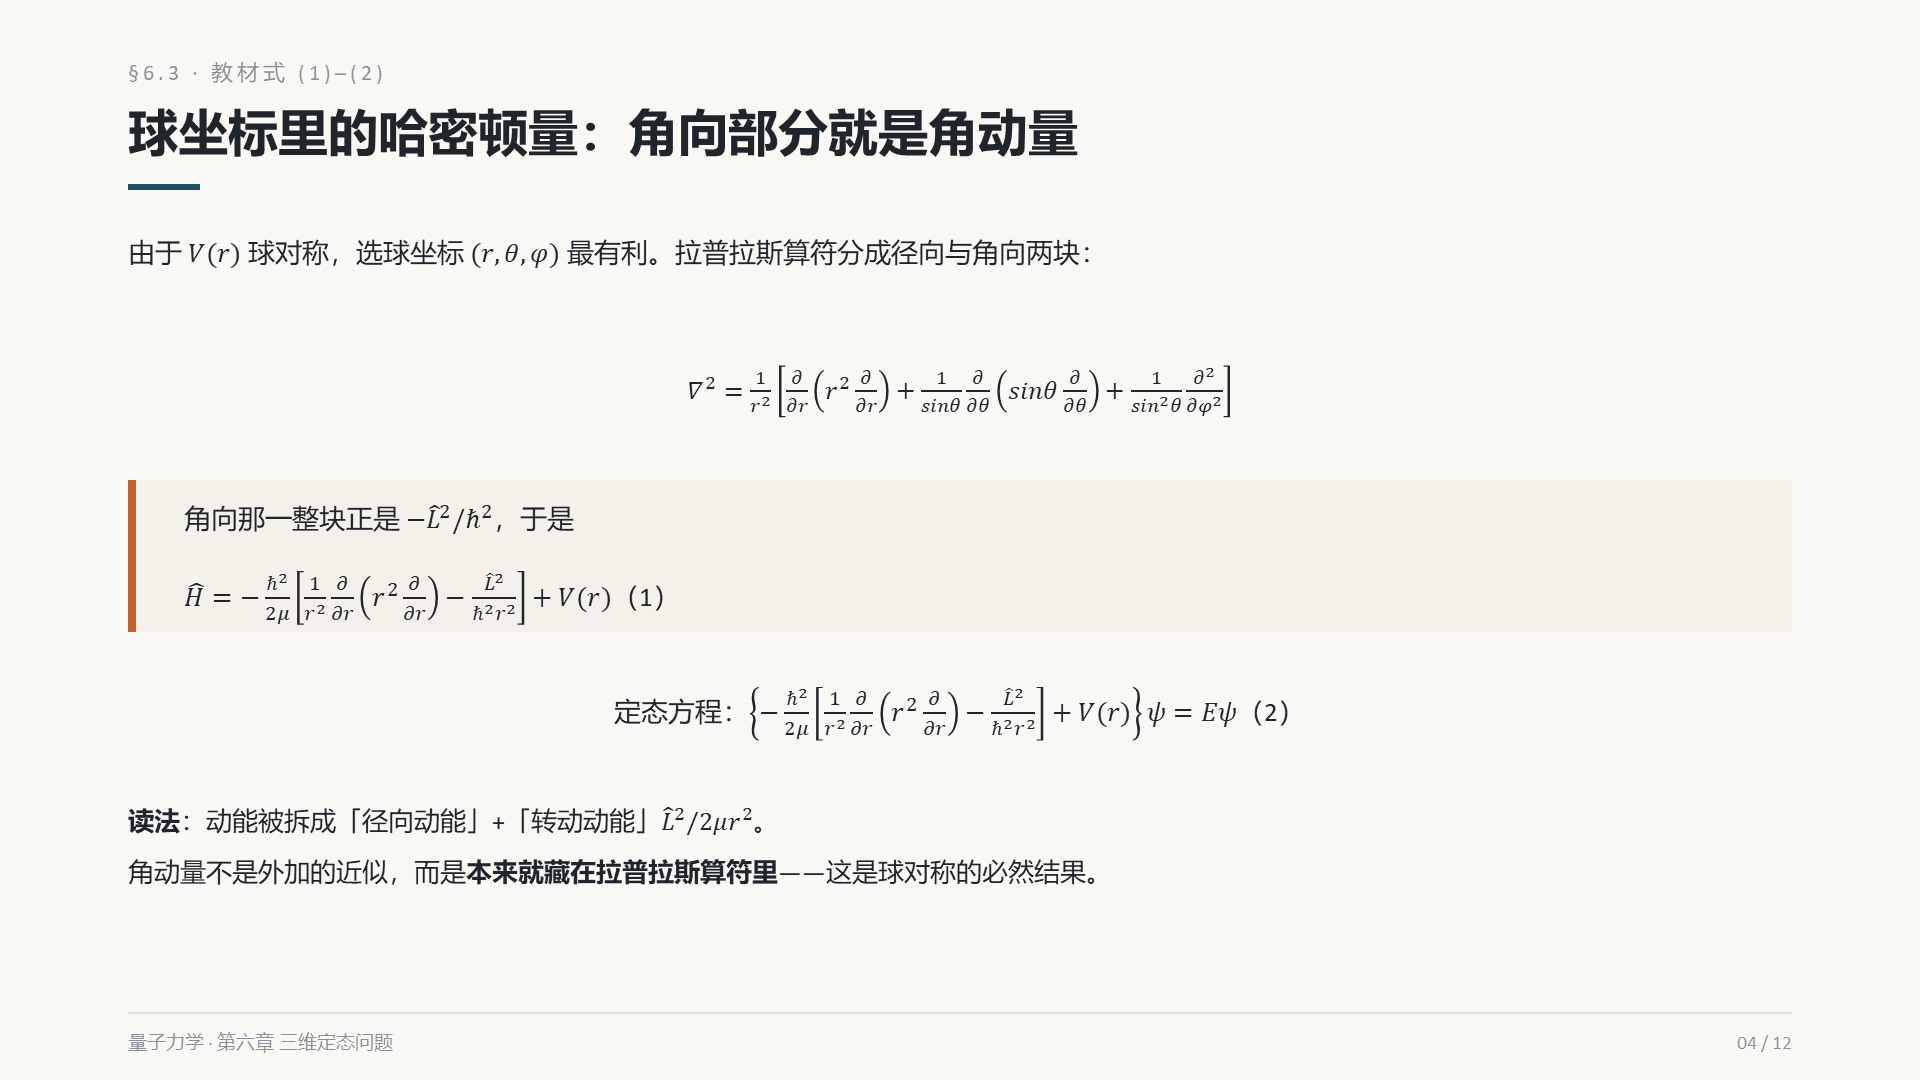 §6.3 · 教材式 (1)–(2)
球坐标里的哈密顿量：角向部分就是角动量
由于 V(r) 球对称，选球坐标 (r,θ,φ) 最有利。拉普拉斯算符分成径向与角向两块：
∇² = 1/r² [∂/∂r (r² ∂/∂r) + 1/sinθ ∂/∂θ (sinθ ∂/∂θ) + 1/sin²θ ∂²/∂φ²]
角向那一整块正是 −L̂²/ℏ²，于是
Ĥ = − ℏ²/2μ [1/r² ∂/∂r (r² ∂/∂r) − L̂²/ℏ²r²] + V(r)（1）
定态方程：{− ℏ²/2μ [1/r² ∂/∂r (r² ∂/∂r) − L̂²/ℏ²r²] + V(r)} ψ = Eψ（2）
读法：动能被拆成「径向动能」+「转动动能」L̂²/2μr²。
角动量不是外加的近似，而是本来就藏在拉普拉斯算符里——这是球对称的必然结果。
量子力学 · 第六章 三维定态问题
04 / 12